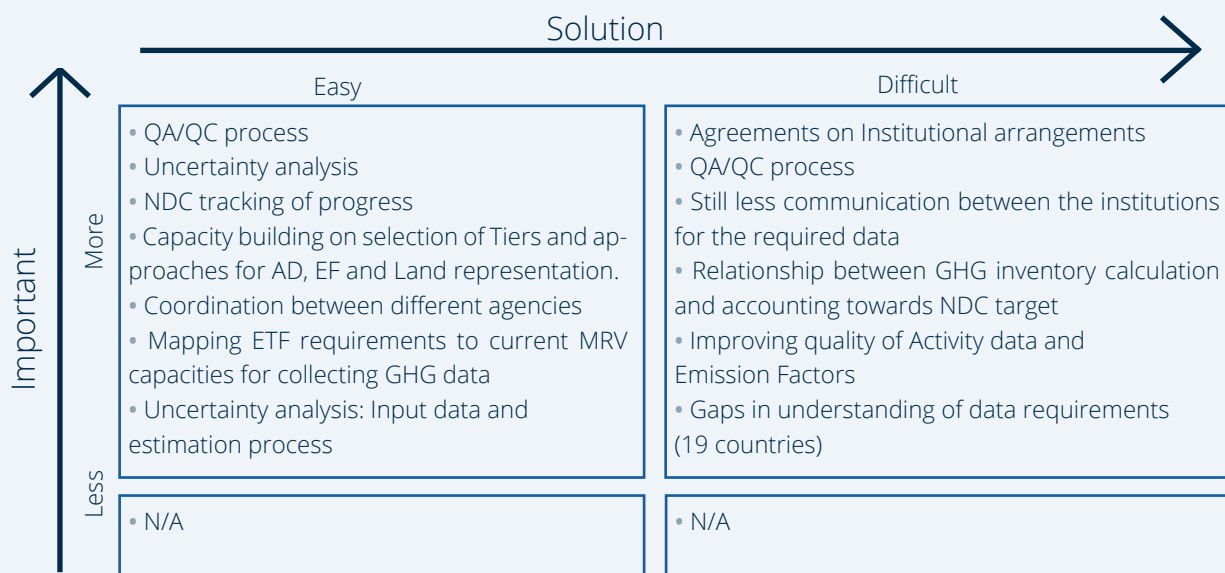 Solution
Easy
Difficult
Important
More
• QA/QC process
• Uncertainty analysis
• NDC tracking of progress
• Capacity building on selection of Tiers and ap-
proaches for AD, EF and Land representation.
• Coordination between different agencies
• Mapping ETF requirements to current MRV
capacities for collecting GHG data
• Uncertainty analysis: Input data and
estimation process
• Agreements on Institutional arrangements
• QA/QC process
• Still less communication between the institutions
for the required data
• Relationship between GHG inventory calculation
and accounting towards NDC target
• Improving quality of Activity data and
Emission Factors
• Gaps in understanding of data requirements
(19 countries)
Less
• N/A
• N/A